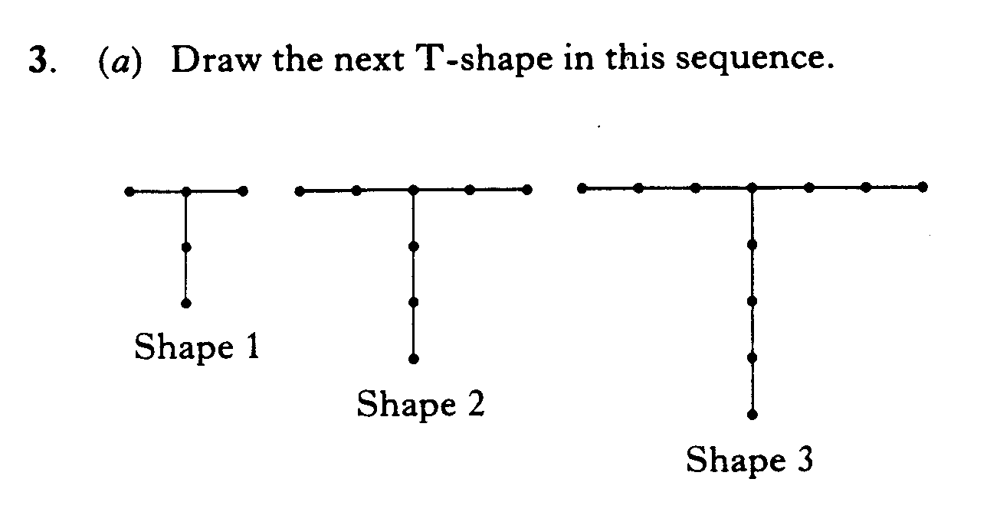 3. (a) Draw the next T-shape in this sequence.
Shape 1
Shape 2
Shape 3